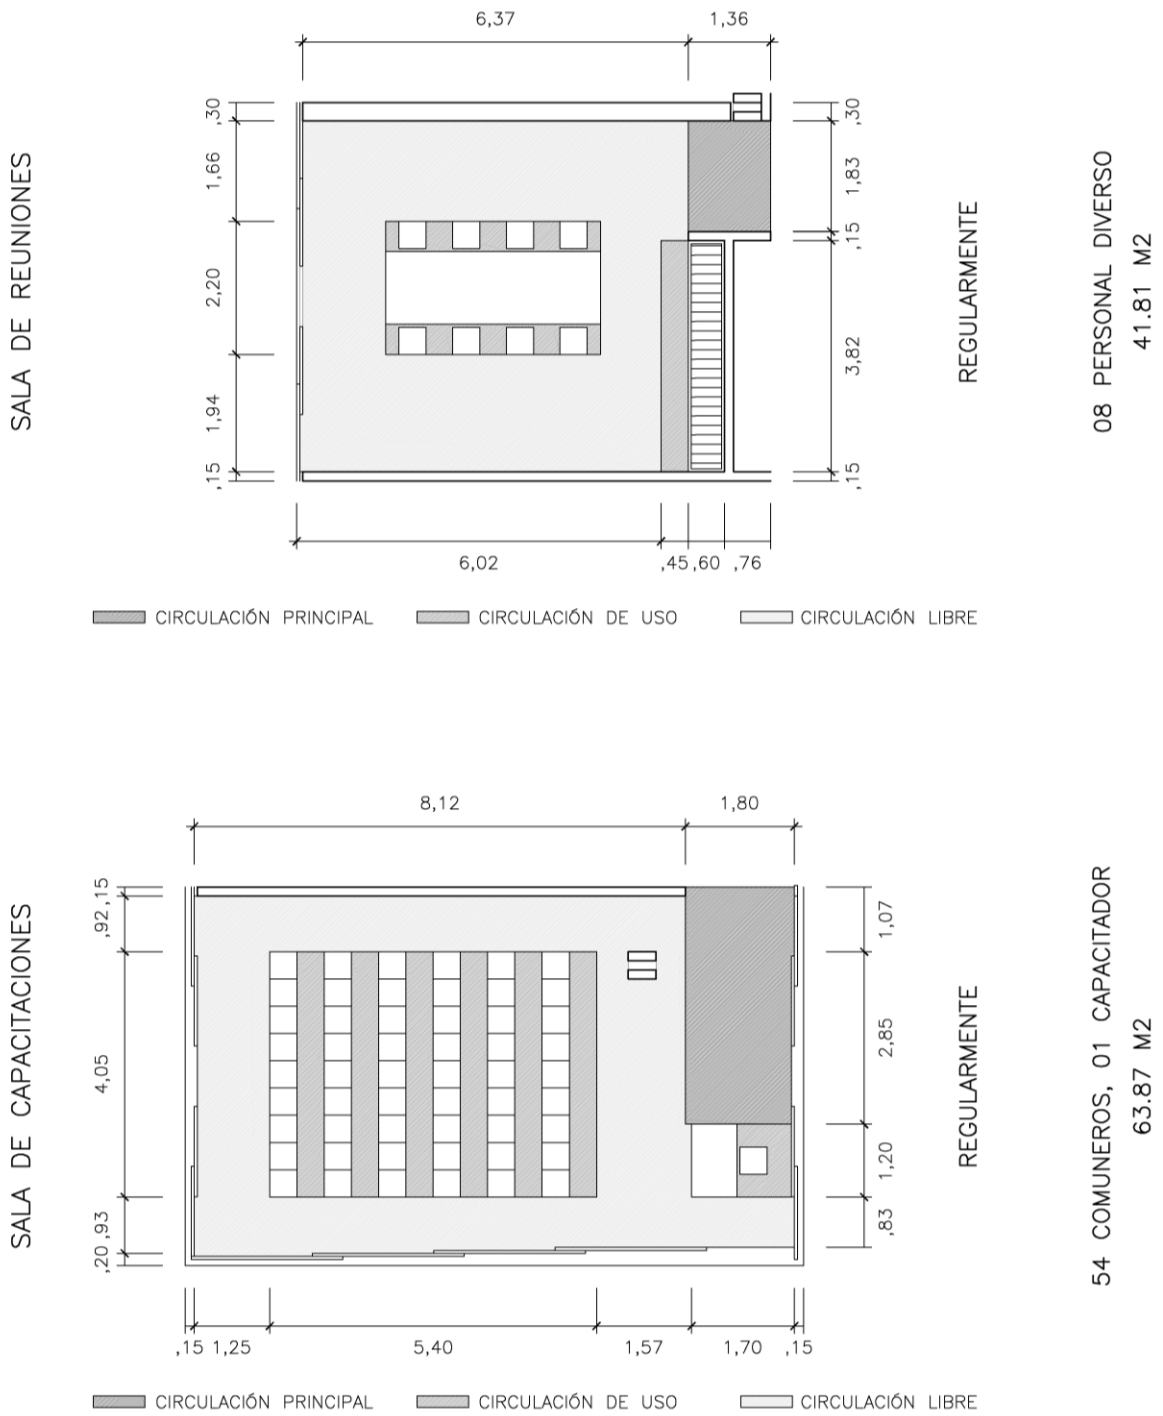 SALA DE REUNIONES
6,37
1,36
,30
1,66
2,20
1,94
,15
,30
1,83
,15
3,82
,15
6,02
,45
,60
,76
REGULARMENTE
08 PERSONAL DIVERSO
41.81 M2
CIRCULACIÓN PRINCIPAL
CIRCULACIÓN DE USO
CIRCULACIÓN LIBRE
SALA DE CAPACITACIONES
8,12
1,80
,15
,92
4,05
,93
,20
1,07
2,85
1,20
,83
,15
1,25
5,40
1,57
1,70
,15
REGULARMENTE
54 COMUNEROS, 01 CAPACITADOR
63.87 M2
CIRCULACIÓN PRINCIPAL
CIRCULACIÓN DE USO
CIRCULACIÓN LIBRE